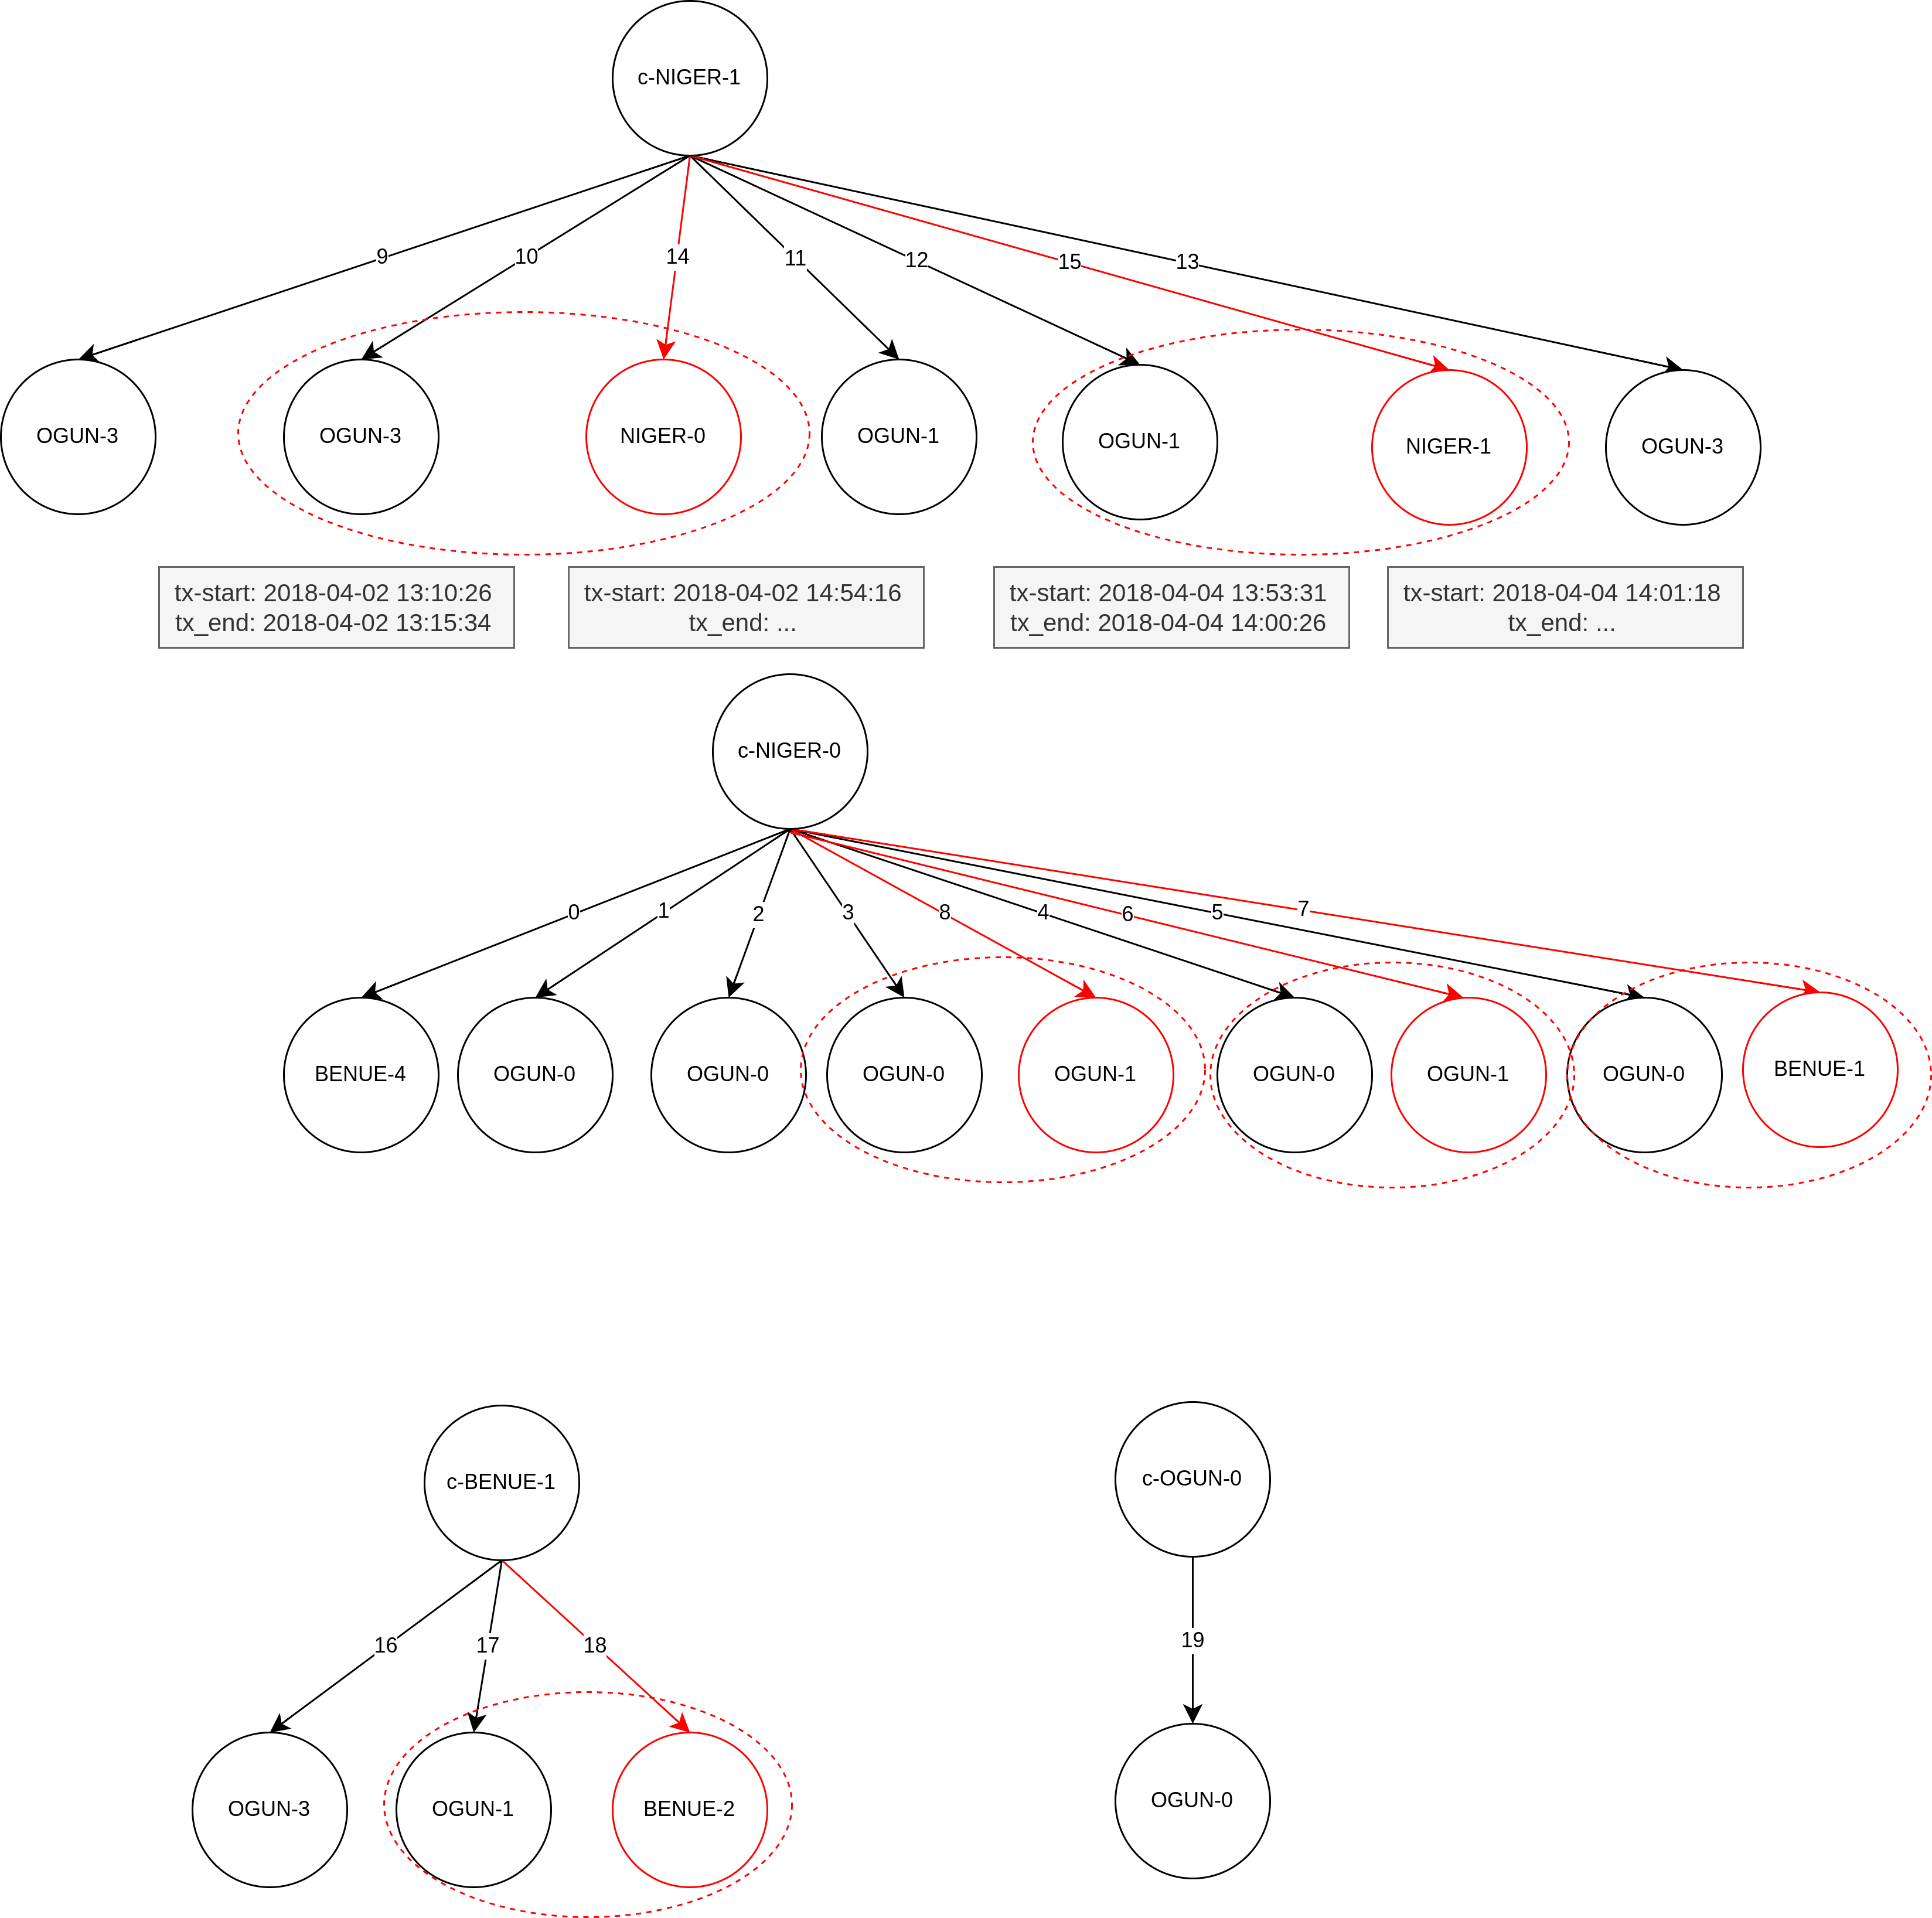 c-NIGER-1
9
10
14
11
12
15
13
OGUN-3
OGUN-3
NIGER-0
OGUN-1
OGUN-1
NIGER-1
OGUN-3
tx-start: 2018-04-02 13:10:26
tx_end: 2018-04-02 13:15:34
tx-start: 2018-04-02 14:54:16
tx_end: ...
tx-start: 2018-04-04 13:53:31
tx_end: 2018-04-04 14:00:26
tx-start: 2018-04-04 14:01:18
tx_end: ...
c-NIGER-0
0
1
2
3
8
4
6
5
7
BENUE-4
OGUN-0
OGUN-0
OGUN-0
OGUN-1
OGUN-0
OGUN-1
OGUN-0
BENUE-1
c-BENUE-1
c-OGUN-0
16
17
18
19
OGUN-3
OGUN-1
BENUE-2
OGUN-0